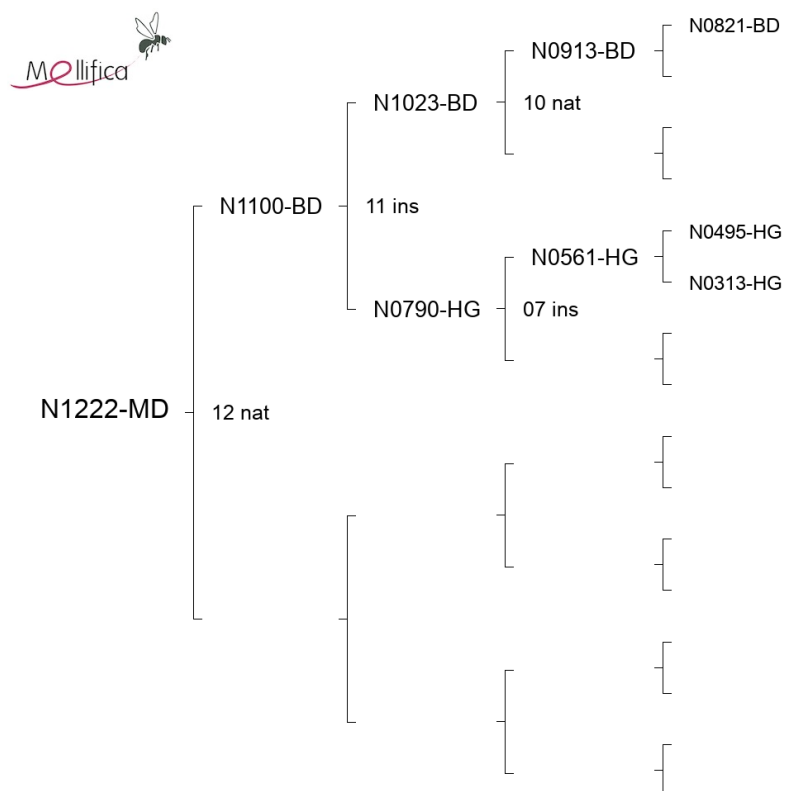 Mellifica
N0821-BD
N0913-BD
N1023-BD
10 nat
N1100-BD
11 ins
N0495-HG
N0561-HG
N0313-HG
N0790-HG
07 ins
N1222-MD
12 nat